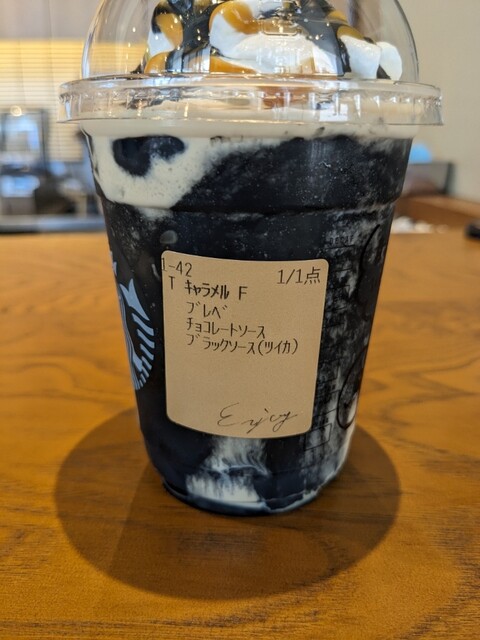 1-42 1/1点
T ｷｬﾗﾒﾙ F
ﾌﾞﾚﾍﾞ
ﾁｮｺﾚｰﾄｿｰｽ
ﾌﾞﾗｯｸｿｰｽ(ﾂｲｶ)
Enjoy